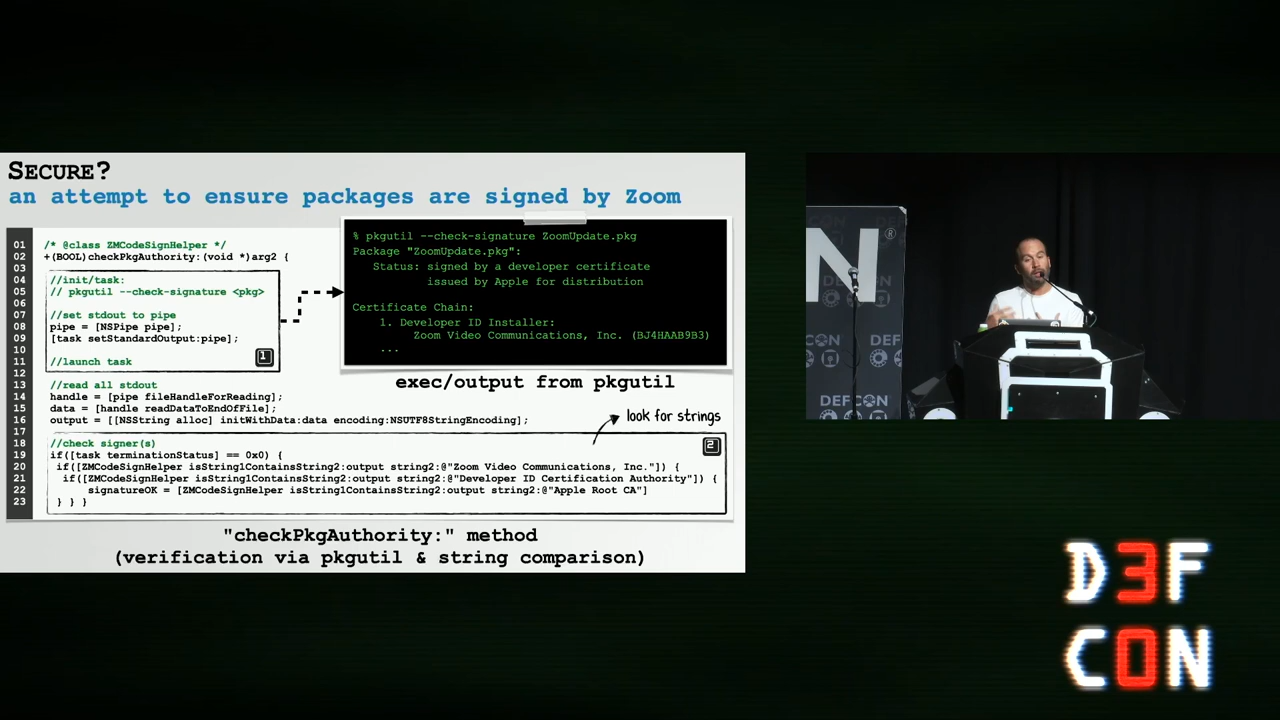 SECURE?
an attempt to ensure packages are signed by Zoom
01 /* @class ZMCodeSignHelper */
02 +(BOOL)checkPkgAuthority:(void *)arg2 {
03
04 //init/task:
05 // pkgutil --check-signature <pkg>
06
07 //set stdout to pipe
08 pipe = [NSPipe pipe];
09 [task setStandardOutput:pipe];
10
11 //launch task
12
13 //read all stdout
14 handle = [pipe fileHandleForReading];
15 data = [handle readDataToEndOfFile];
16 output = [[NSString alloc] initWithData:data encoding:NSUTF8StringEncoding];
17
18 //check signer(s)
19 if([task terminationStatus] == 0x0) {
20 if([ZMCodeSignHelper isString1ContainsString2:output string2:@"Zoom Video Communications, Inc."]) {
21 if([ZMCodeSignHelper isString1ContainsString2:output string2:@"Developer ID Certification Authority"]) {
22 signatureOK = [ZMCodeSignHelper isString1ContainsString2:output string2:@"Apple Root CA"]
23 } } }
1
2
% pkgutil --check-signature ZoomUpdate.pkg
Package "ZoomUpdate.pkg":
Status: signed by a developer certificate
issued by Apple for distribution
Certificate Chain:
1. Developer ID Installer:
Zoom Video Communications, Inc. (BJ4HAAB9B3)
...
exec/output from pkgutil
look for strings
"checkPkgAuthority:" method
(verification via pkgutil & string comparison)
N®
DEFCON
DEFCON
D3F
CON